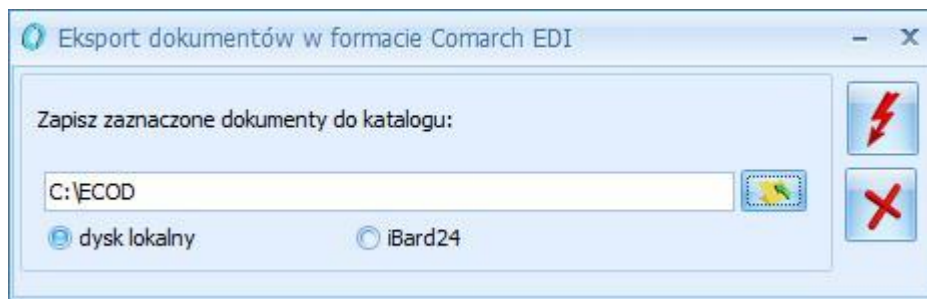 Eksport dokumentów w formacie Comarch EDI
Zapisz zaznaczone dokumenty do katalogu:
C:\ECOD
dysk lokalny iBard24